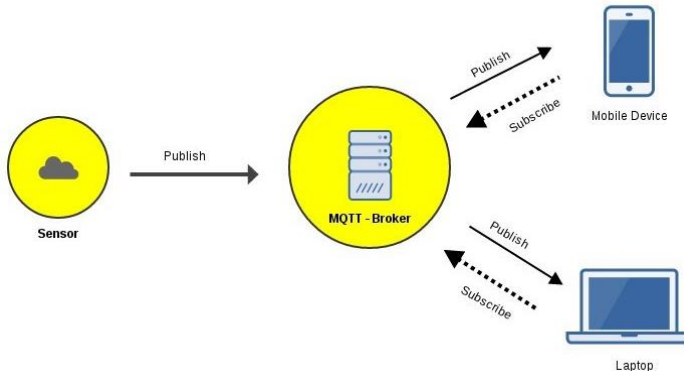 Publish
Mobile Device
Subscribe
Publish
MQTT - Broker
Sensor
Publish
Subscribe
Laptop